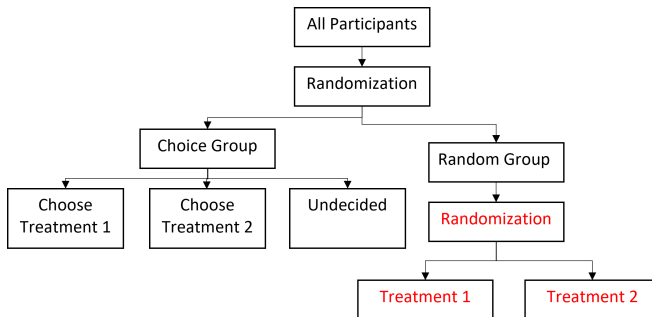 All Participants
Randomization
Choice Group
Random Group
Choose
Treatment 1
Choose
Treatment 2
Undecided
Randomization
Treatment 1
Treatment 2